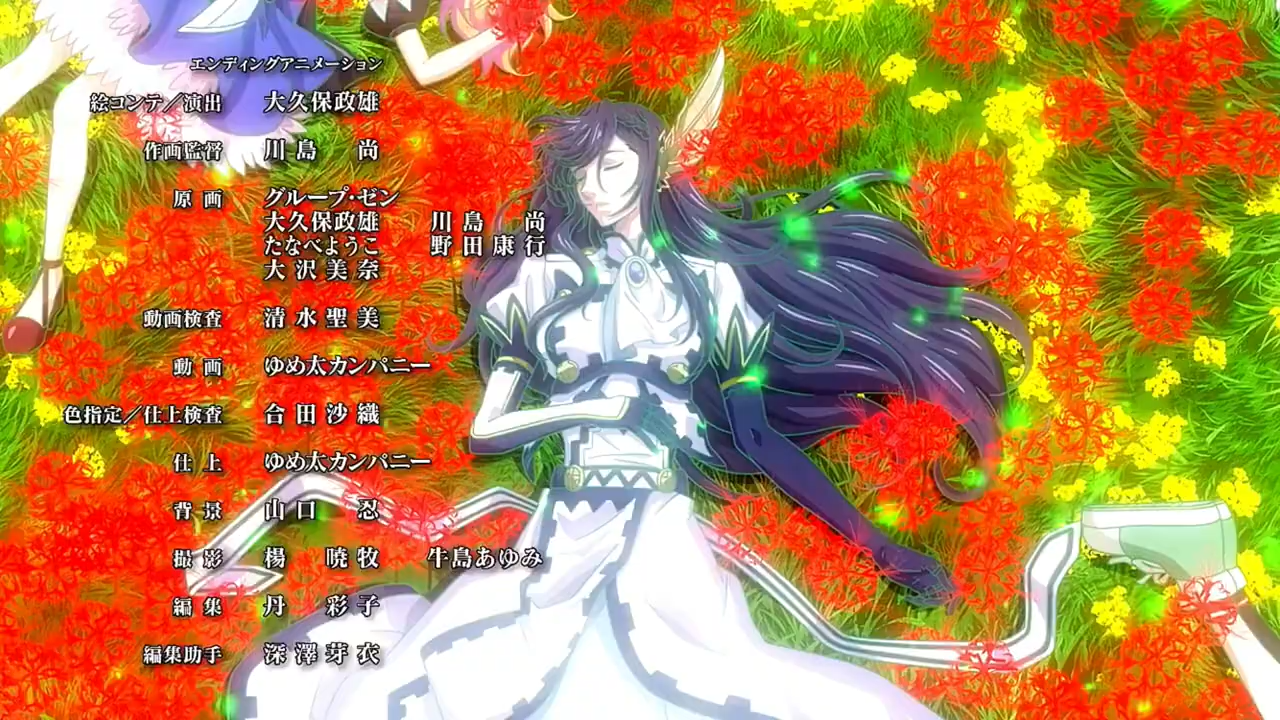 エンディングアニメーション
絵コンテ／演出 大久保政雄
作画監督 川島 尚
原画 グループ・ゼン
大久保政雄 川島 尚
たなべようこ 野田康行
大沢美奈
動画検査 清水聖美
動画 ゆめ太カンパニー
色指定／仕上検査 合田沙織
仕上 ゆめ太カンパニー
背景 山口 忍
撮影 楊 暁牧 牛島あゆみ
編集 丹 彩子
編集助手 深澤芽衣